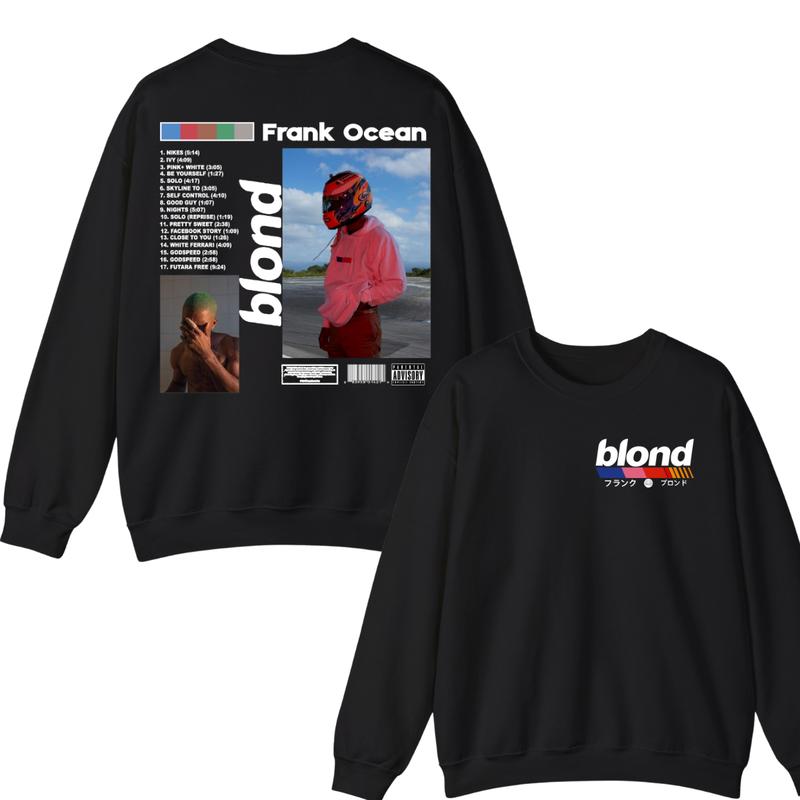 Frank Ocean
1. NIKES (5:14)
2. IVY (4:09)
3. PINK+ WHITE (3:05)
4. BE YOURSELF (1:27)
5. SOLO (4:17)
6. SKYLINE TO (3:05)
7. SELF CONTROL (4:10)
8. GOOD GUY (1:07)
9. NIGHTS (5:07)
10. SOLO (REPRISE) (1:19)
11. PRETTY SWEET (2:38)
12. FACEBOOK STORY (1:09)
13. CLOSE TO YOU (1:26)
14. WHITE FERRARI (4:09)
15. GODSPEED (2:58)
16. GODSPEED (2:58)
17. FUTARA FREE (9:24)
blond
PARENTAL
ADVISORY
EXPLICIT CONTENT
blond
フランク ブロンド